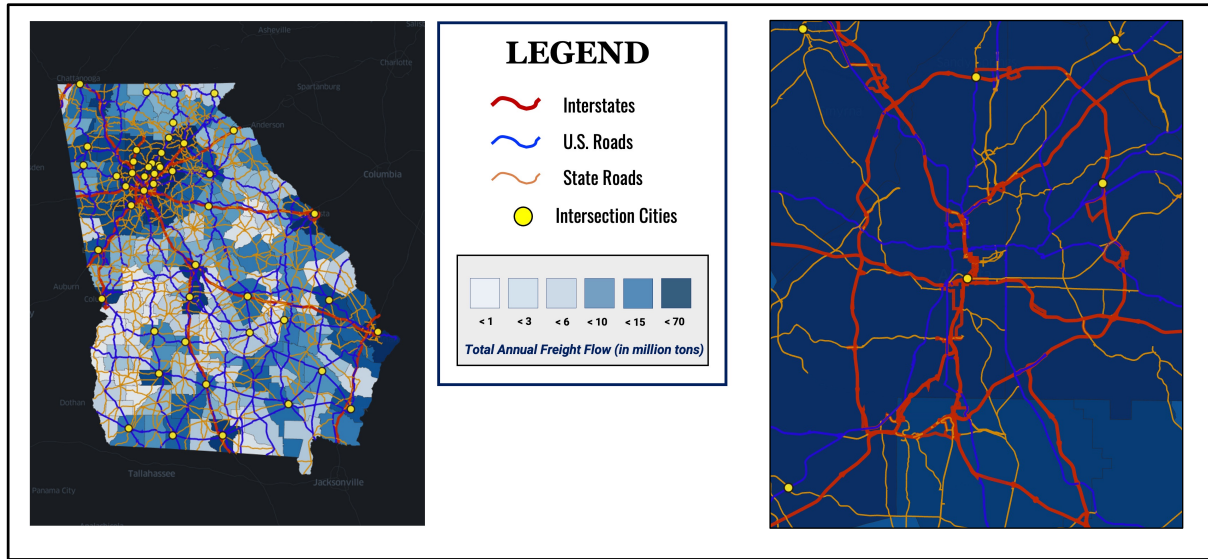 Asheville
Charlotte
Chattanooga
Spartanburg
Anderson
Columbia
Auburn
Dothan
Tallahassee
Jacksonville
Panama City
LEGEND
Interstates
U.S. Roads
State Roads
Intersection Cities
< 1 < 3 < 6 < 10 < 15 < 70
Total Annual Freight Flow (in million tons)